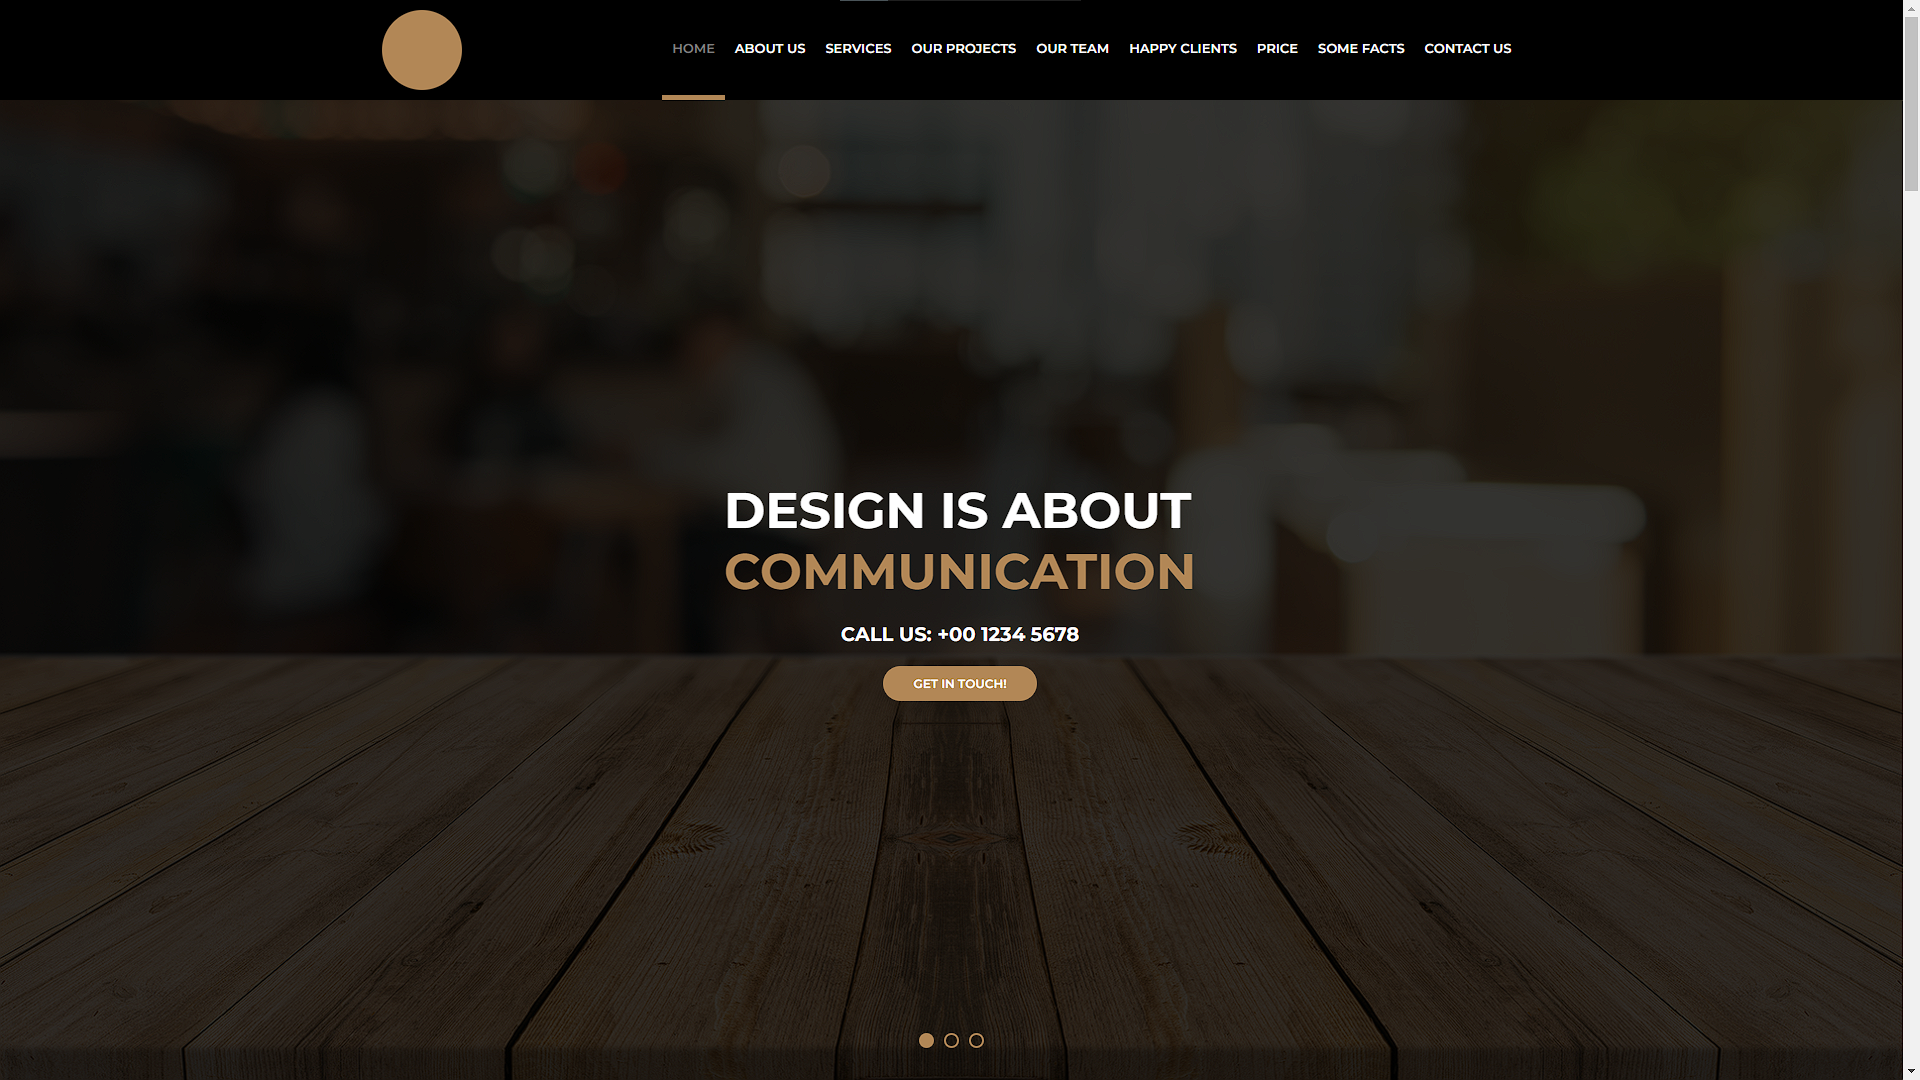 HOME
ABOUT US
SERVICES
OUR PROJECTS
OUR TEAM
HAPPY CLIENTS
PRICE
SOME FACTS
CONTACT US
DESIGN IS ABOUT
COMMUNICATION
CALL US: +00 1234 5678
GET IN TOUCH!